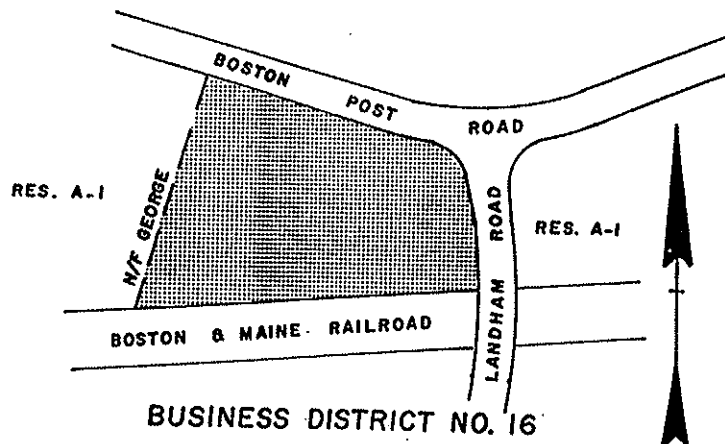 BOSTON POST ROAD
RES. A-1
N/F GEORGE
LANDHAM ROAD
RES. A-1
BOSTON & MAINE RAILROAD
BUSINESS DISTRICT NO. 16